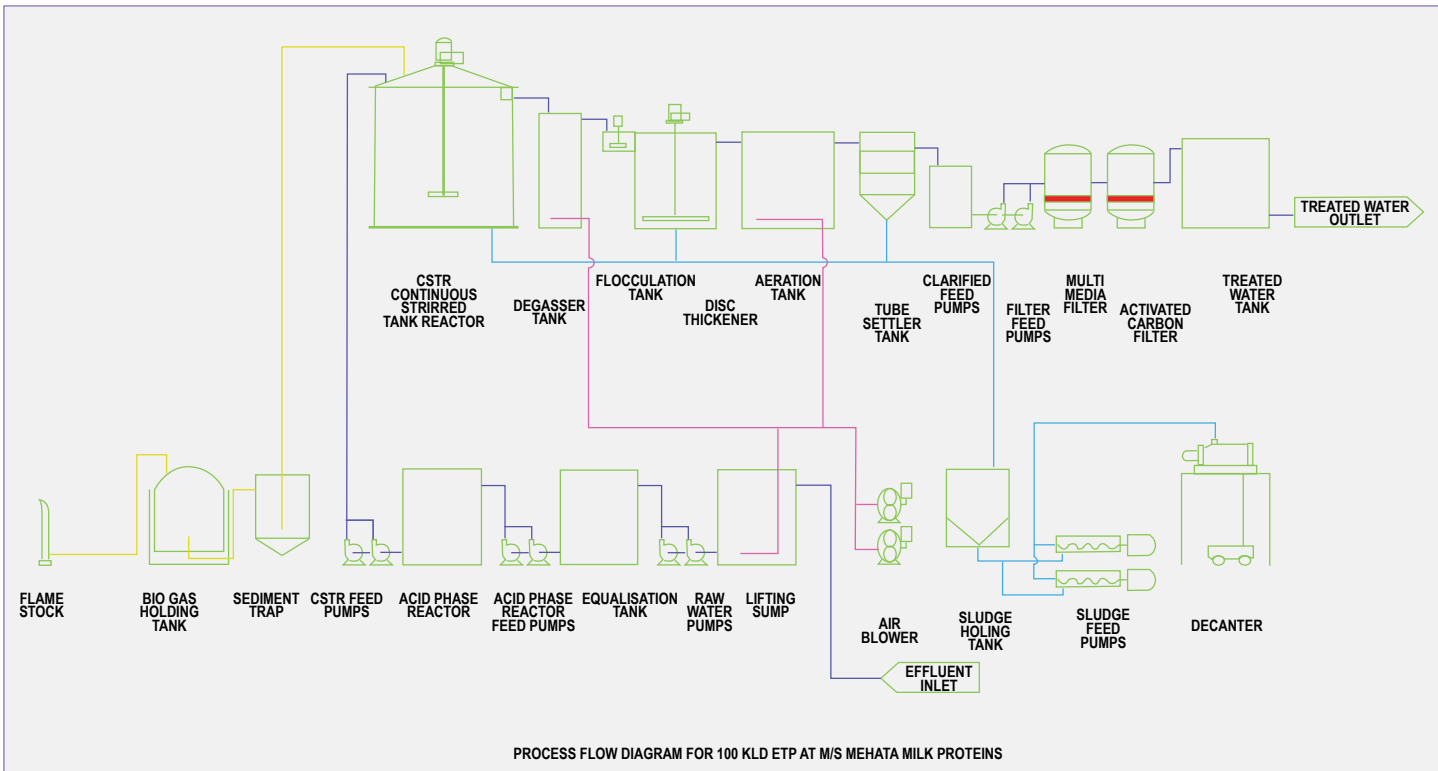 TREATED WATER
OUTLET
CSTR
CONTINUOUS
STRIRRED
TANK REACTOR
DEGASSER
TANK
FLOCCULATION
TANK
DISC
THICKENER
AERATION
TANK
TUBE
SETTLER
TANK
CLARIFIED
FEED
PUMPS
FILTER
FEED
PUMPS
MULTI
MEDIA
FILTER
ACTIVATED
CARBON
FILTER
TREATED
WATER
TANK
FLAME
STOCK
BIO GAS
HOLDING
TANK
SEDIMENT
TRAP
CSTR FEED
PUMPS
ACID PHASE
REACTOR
ACID PHASE
REACTOR
FEED PUMPS
EQUALISATION
TANK
RAW
WATER
PUMPS
LIFTING
SUMP
AIR
BLOWER
SLUDGE
HOLING
TANK
SLUDGE
FEED
PUMPS
DECANTER
EFFLUENT
INLET
PROCESS FLOW DIAGRAM FOR 100 KLD ETP AT M/S MEHATA MILK PROTEINS